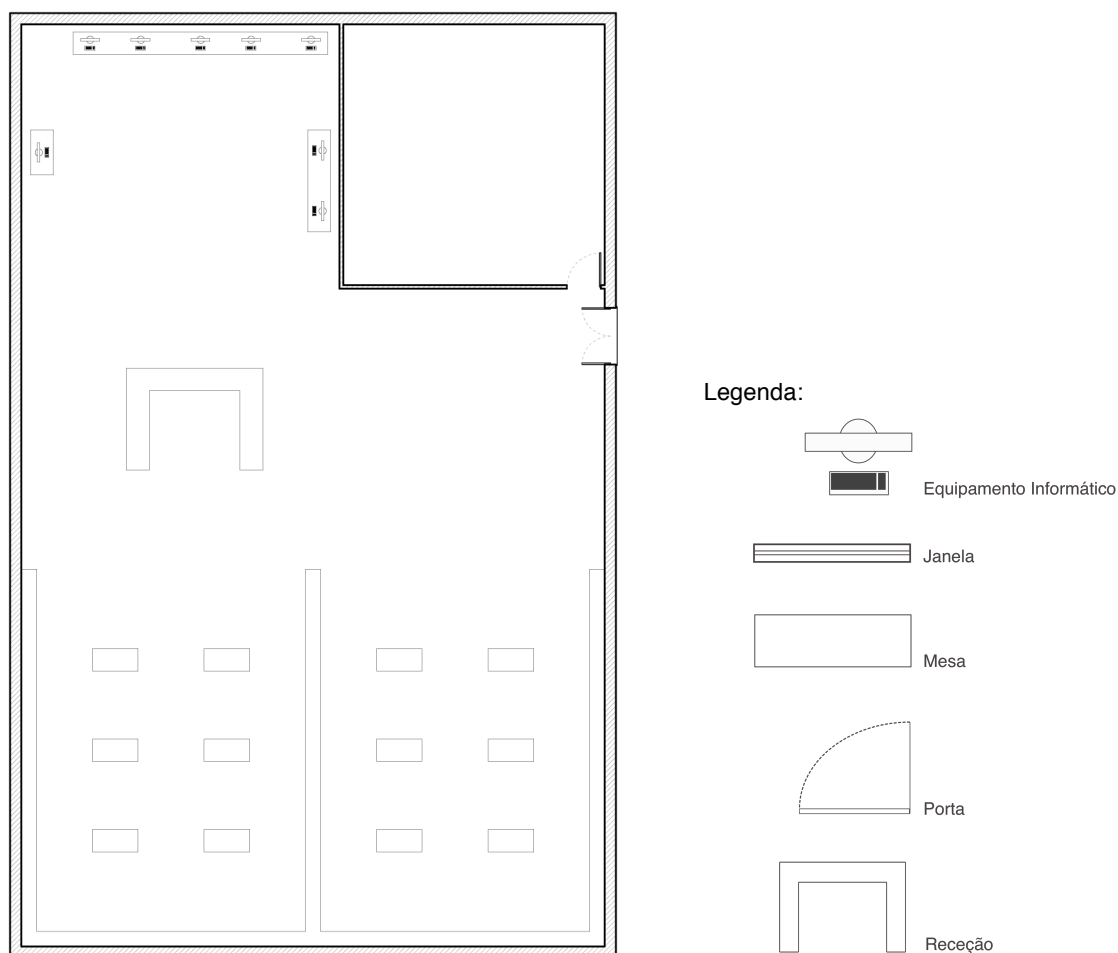 Legenda:
Equipamento Informático
Janela
Mesa
Porta
Receção